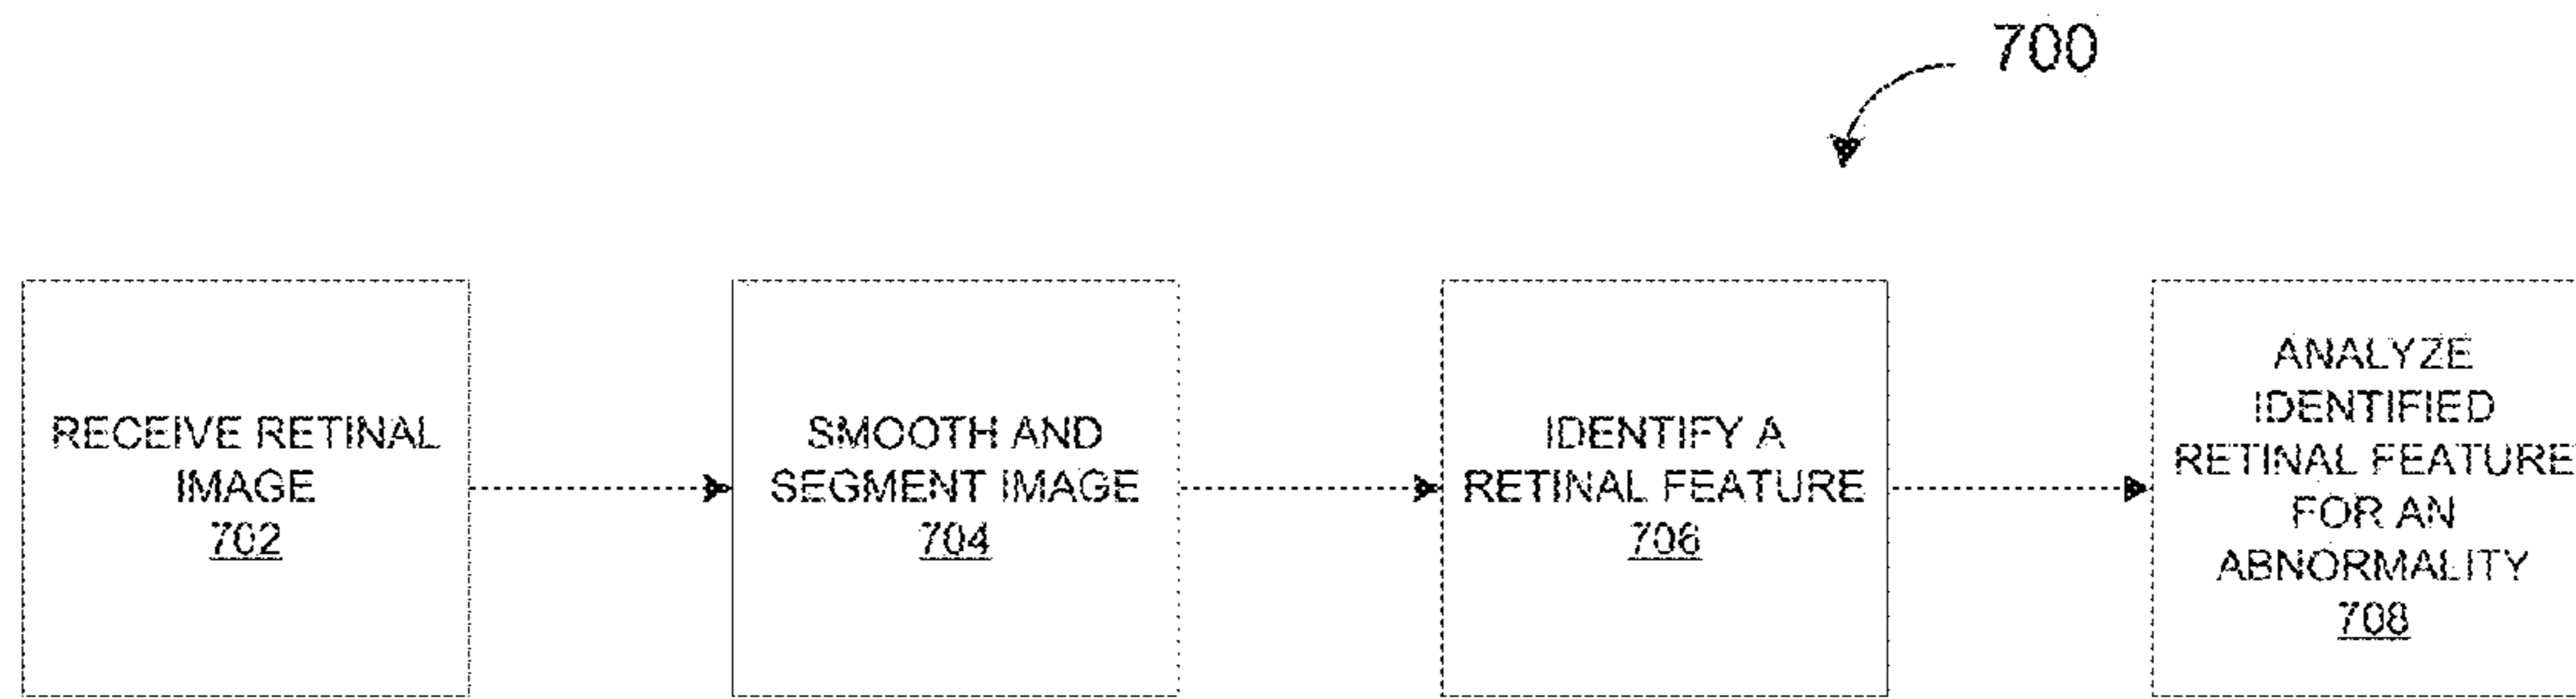 700
RECEIVE RETINAL
IMAGE
702
SMOOTH AND
SEGMENT IMAGE
704
IDENTIFY A
RETINAL FEATURE
706
ANALYZE
IDENTIFIED
RETINAL FEATURE
FOR AN
ABNORMALITY
708